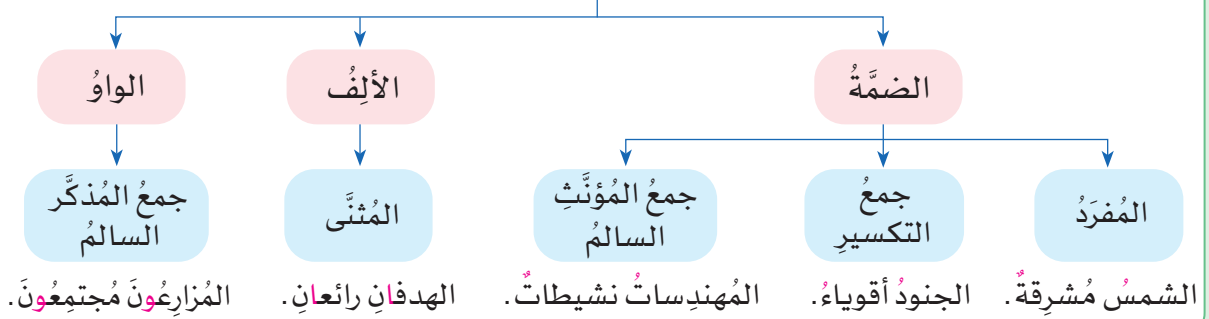 الضمَّةُ
الألِفُ
الواوُ
المُفرَدُ
جمعُ
التكسيرِ
جمعُ المُؤنَّثِ
السالمُ
المُثنَّى
جمعُ المُذكَّر
السالمُ
الشمسُ مُشرِقةٌ.
الجنودُ أقوياءُ.
المُهندِساتُ نشيطاتٌ.
الهدفانِ رائعانِ.
المُزارِعُونَ مُجتمِعُونَ.